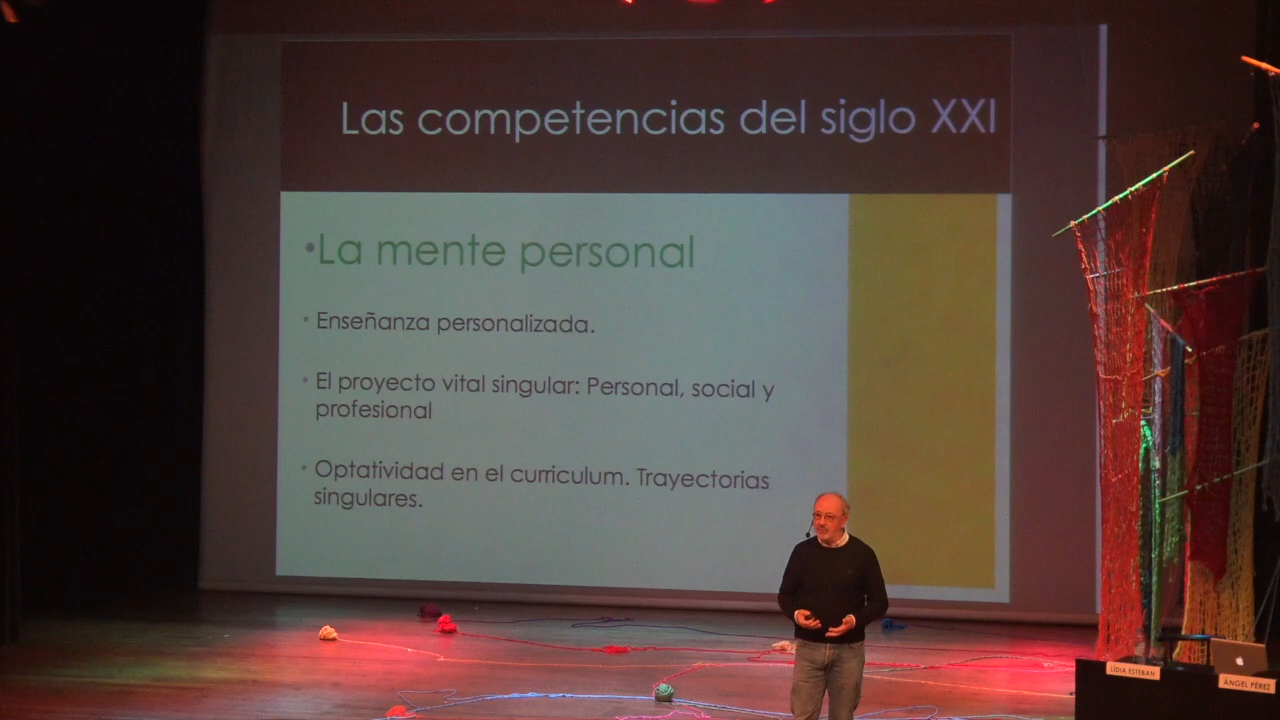 Las competencias del siglo XXI
•La mente personal
• Enseñanza personalizada.
• El proyecto vital singular: Personal, social y
profesional
• Optatividad en el curriculum. Trayectorias
singulares.
LÍDIA ESTEBAN
ÁNGEL PÉREZ